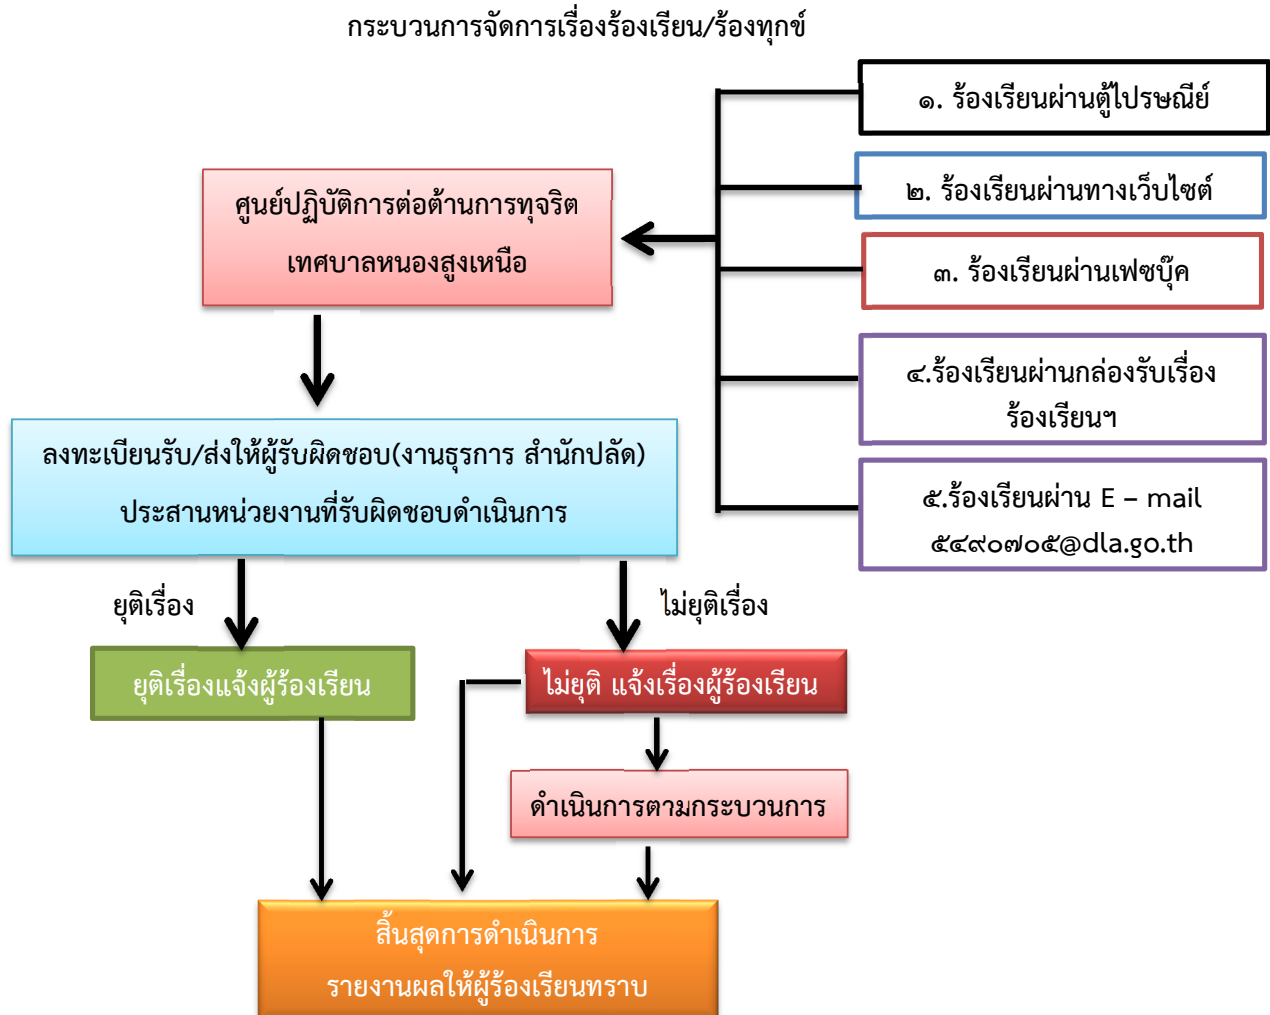 กระบวนการจัดการเรื่องร้องเรียน/ร้องทุกข์
๑. ร้องเรียนผ่านตู้ไปรษณีย์
๒. ร้องเรียนผ่านทางเว็บไซต์
๓. ร้องเรียนผ่านเฟซบุ๊ค
๔.ร้องเรียนผ่านกล่องรับเรื่อง
ร้องเรียนฯ
๕.ร้องเรียนผ่าน E – mail
๕๔๙๐๗๐๕@dla.go.th
ศูนย์ปฏิบัติการต่อต้านการทุจริต
เทศบาลหนองสูงเหนือ
ลงทะเบียนรับ/ส่งให้ผู้รับผิดชอบ(งานธุรการ สำนักปลัด)
ประสานหน่วยงานที่รับผิดชอบดำเนินการ
ยุติเรื่อง
ไม่ยุติเรื่อง
ยุติเรื่องแจ้งผู้ร้องเรียน
ไม่ยุติ แจ้งเรื่องผู้ร้องเรียน
ดำเนินการตามกระบวนการ
สิ้นสุดการดำเนินการ
รายงานผลให้ผู้ร้องเรียนทราบ